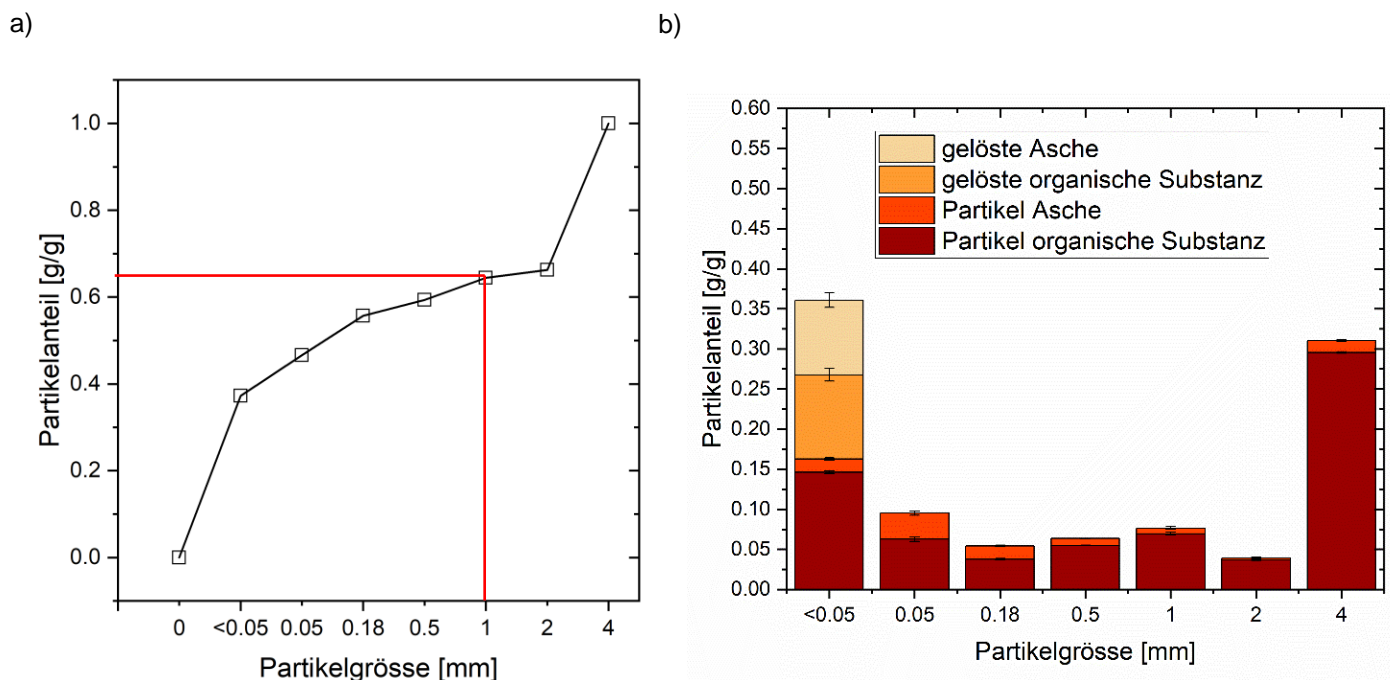 a)
b)
Partikelanteil [g/g]
1.0
0.8
0.6
0.4
0.2
0.0
0 <0.05 0.05 0.18 0.5 1 2 4
Partikelgrösse [mm]
Partikelanteil [g/g]
0.60
0.55
0.50
0.45
0.40
0.35
0.30
0.25
0.20
0.15
0.10
0.05
0.00
gelöste Asche
gelöste organische Substanz
Partikel Asche
Partikel organische Substanz
<0.05 0.05 0.18 0.5 1 2 4
Partikelgrösse [mm]